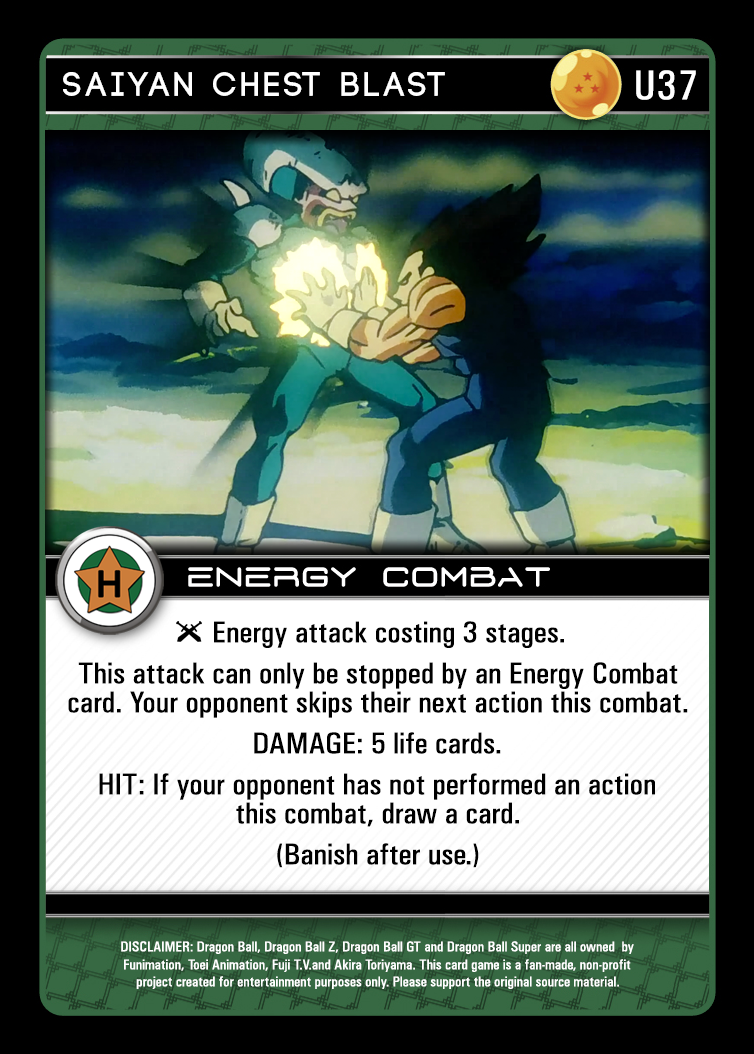 SAIYAN CHEST BLAST
U37
H
ENERGY COMBAT
Energy attack costing 3 stages.
This attack can only be stopped by an Energy Combat
card. Your opponent skips their next action this combat.
DAMAGE: 5 life cards.
HIT: If your opponent has not performed an action
this combat, draw a card.
(Banish after use.)
DISCLAIMER: Dragon Ball, Dragon Ball Z, Dragon Ball GT and Dragon Ball Super are all owned by
Funimation, Toei Animation, Fuji T.V.and Akira Toriyama. This card game is a fan-made, non-profit
project created for entertainment purposes only. Please support the original source material.